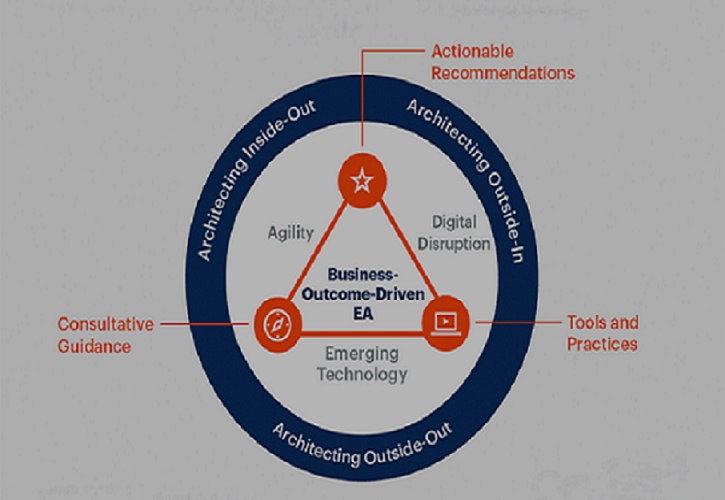 Actionable
Recommendations
Architecting Inside-Out
Architecting Outside-In
Agility
Digital
Disruption
Business-
Outcome-Driven
EA
Consultative
Guidance
Tools and
Practices
Emerging
Technology
Architecting Outside-Out